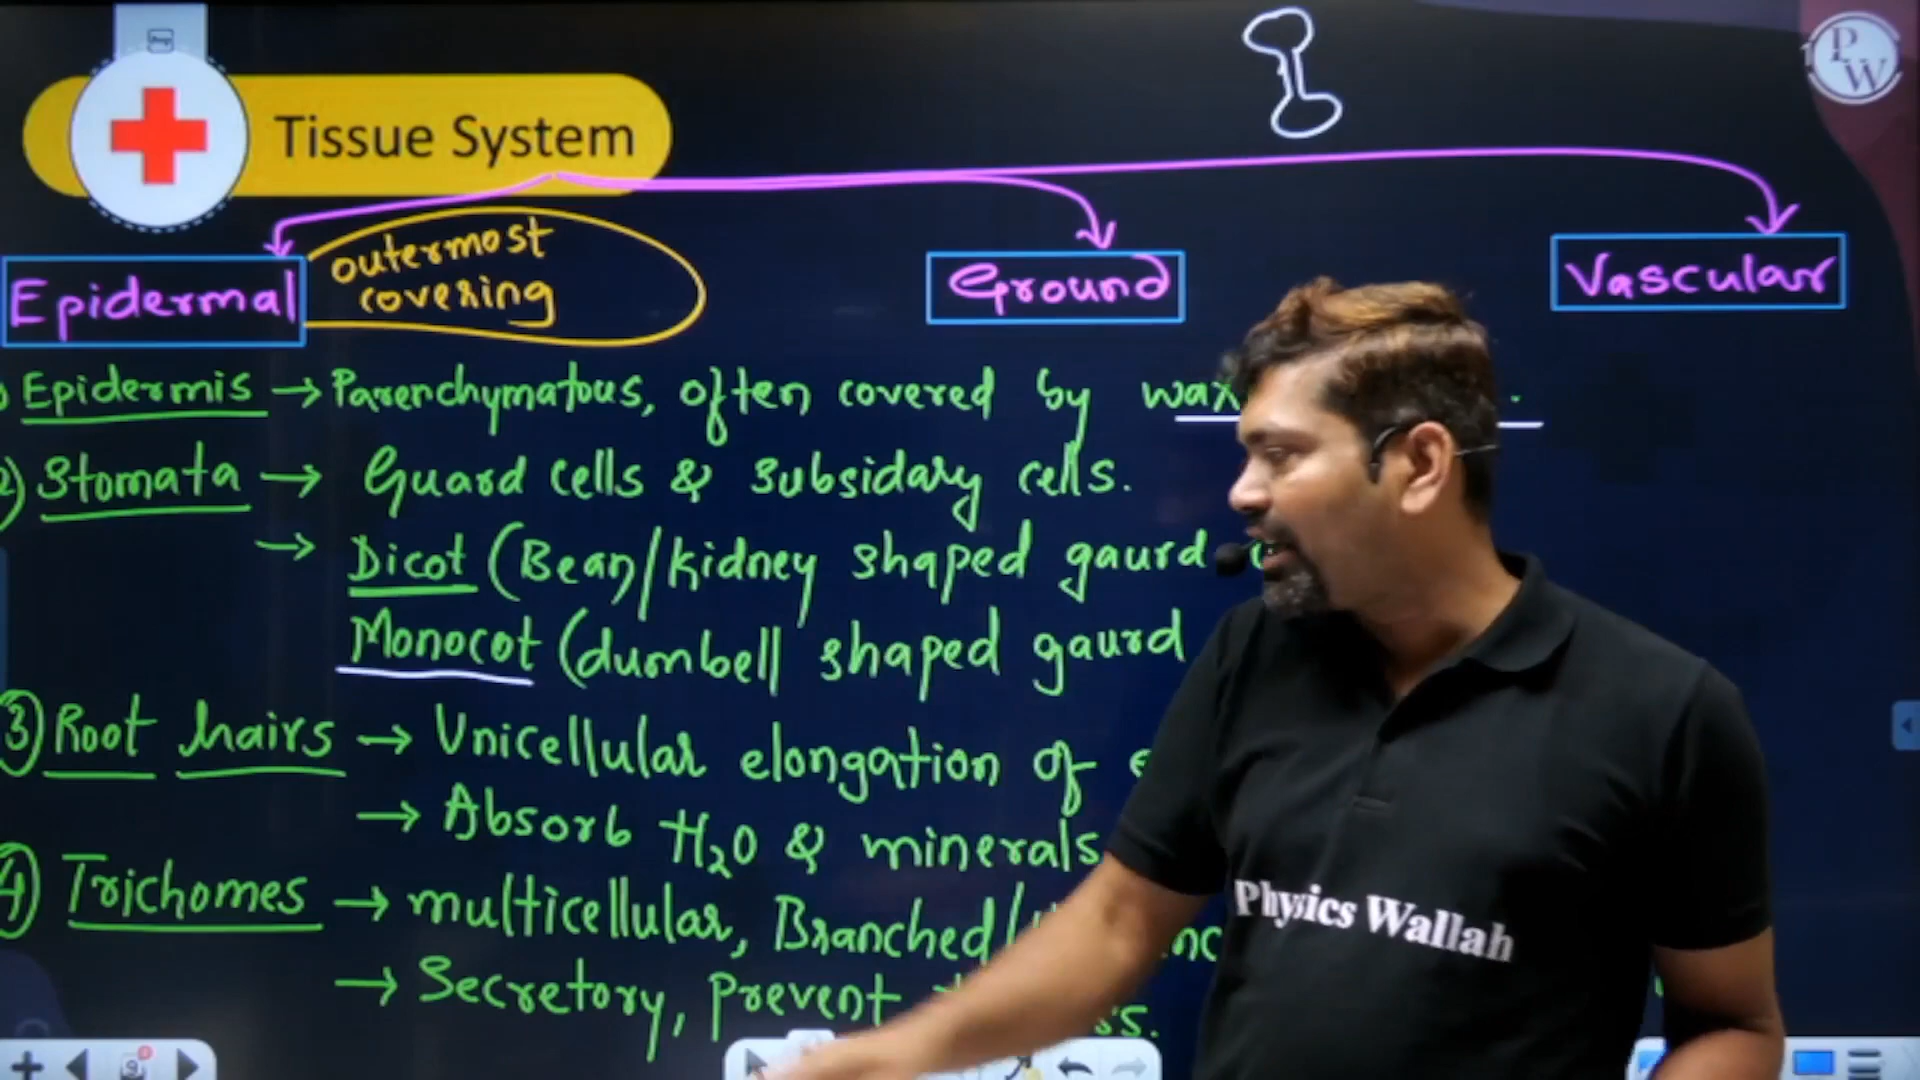 PW
Tissue System
outermost
covering
Epidermal
Ground
Vascular
Epidermis → Parenchymatous, often covered by wax
2) Stomata → Guard cells & subsidary cells.
→ Dicot (Bean/kidney shaped gaurd
Monocot (dumbell shaped gaurd
3 Root hairs → Unicellular elongation of
→ Absorb H₂O & minerals
4 Trichomes → multicellular, Branched/
→ Secretory, prevent
Physics Wallah
9